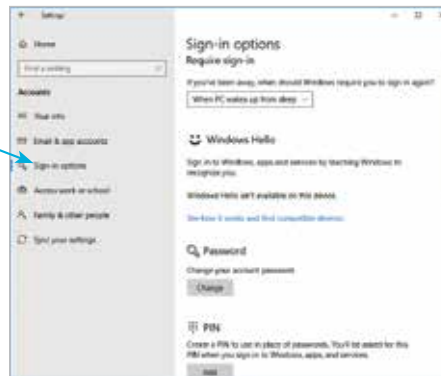 Settings
Home
Find a setting
Accounts
Your info
Email & app accounts
Sign-in options
Access work or school
Family & other people
Sync your settings
Sign-in options
Require sign-in
If you've been away, when should Windows require you to sign in again?
When PC wakes up from sleep
Windows Hello
Sign in to Windows, apps and services by teaching Windows to
recognize you.
Windows Hello isn't available on this device.
See how it works and find compatible devices.
Password
Change your account password
Change
PIN
Create a PIN to use in place of passwords. You'll be asked for this
PIN when you sign in to Windows, apps, and services.
Add